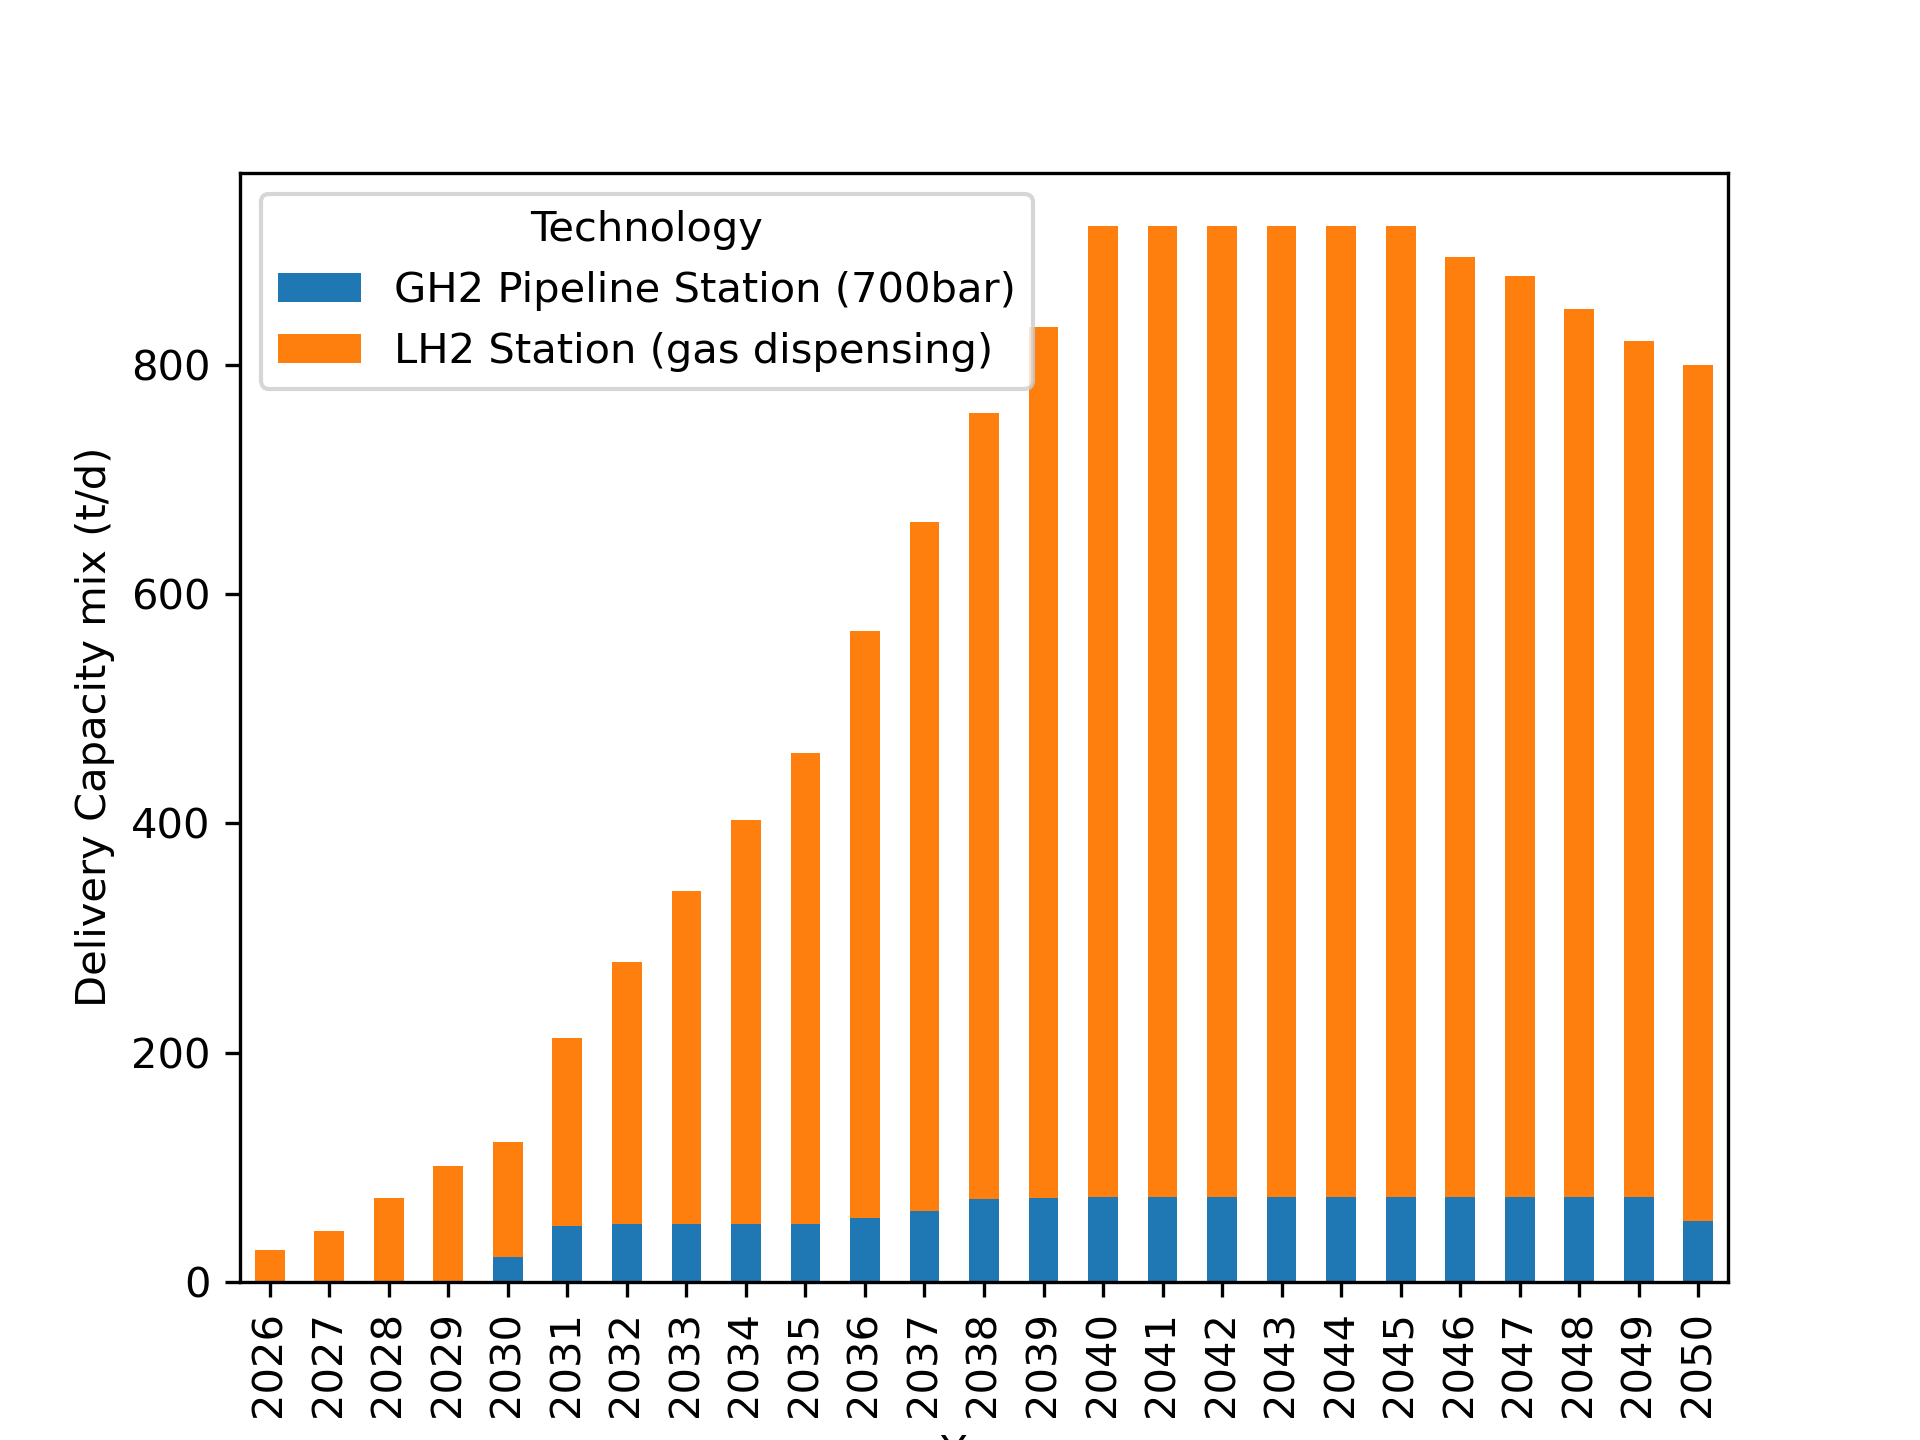 Technology
GH2 Pipeline Station (700bar)
LH2 Station (gas dispensing)
Delivery Capacity mix (t/d)
800
600
400
200
0
2026 2027 2028 2029 2030 2031 2032 2033 2034 2035 2036 2037 2038 2039 2040 2041 2042 2043 2044 2045 2046 2047 2048 2049 2050